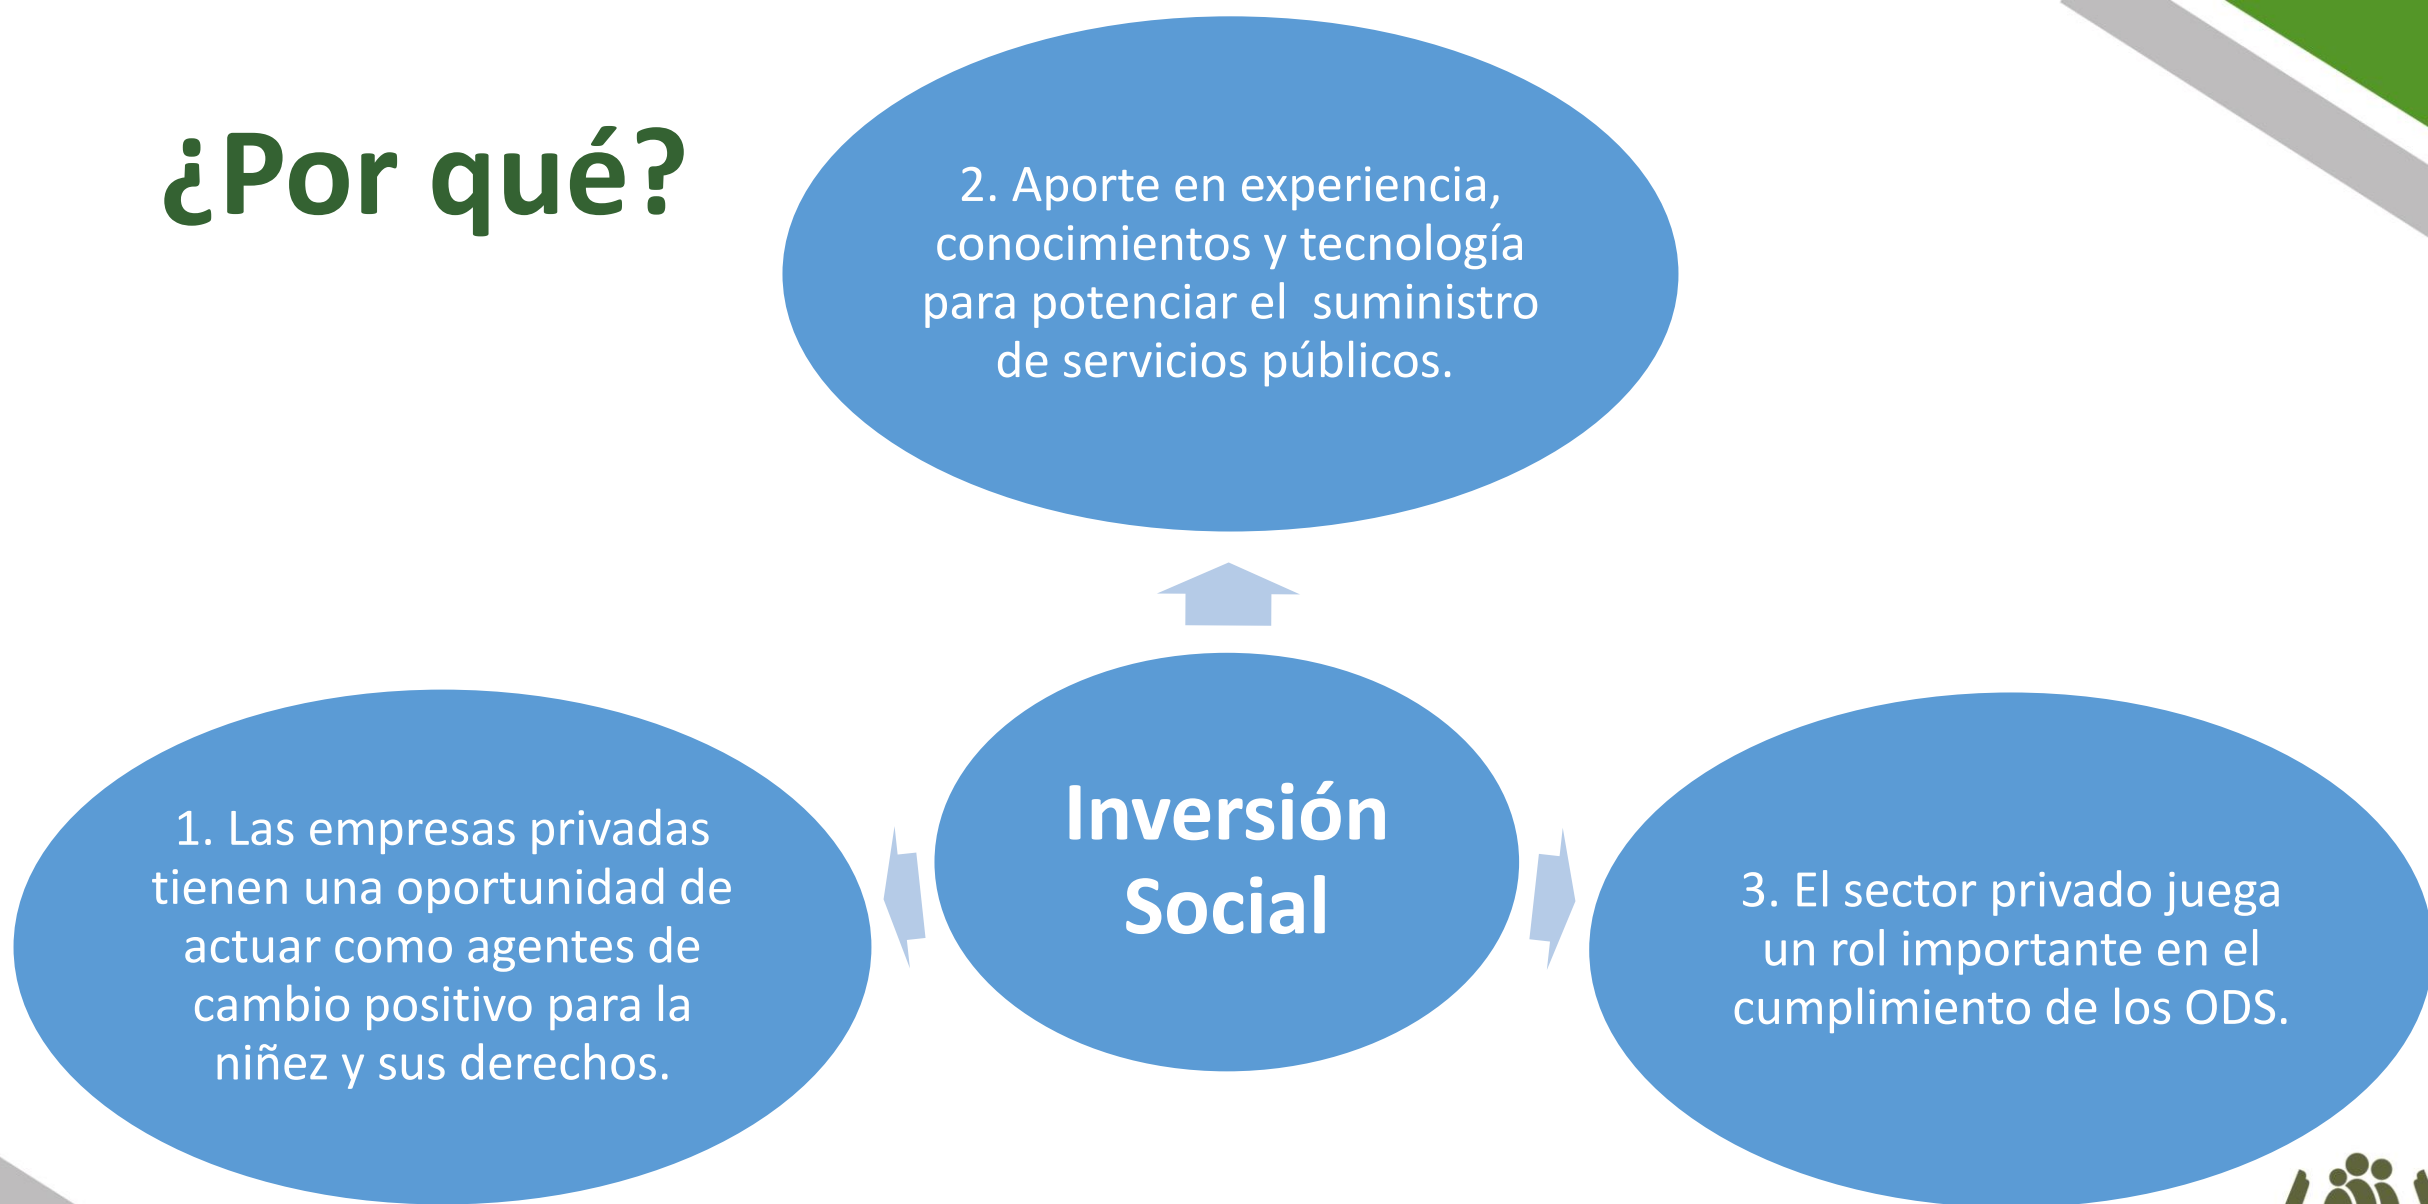 ¿Por qué?
2. Aporte en experiencia,
conocimientos y tecnología
para potenciar el  suministro
de servicios públicos.
Inversión
Social
1. Las empresas privadas
tienen una oportunidad de
actuar como agentes de
cambio positivo para la
niñez y sus derechos.
3. El sector privado juega
un rol importante en el
cumplimiento de los ODS.